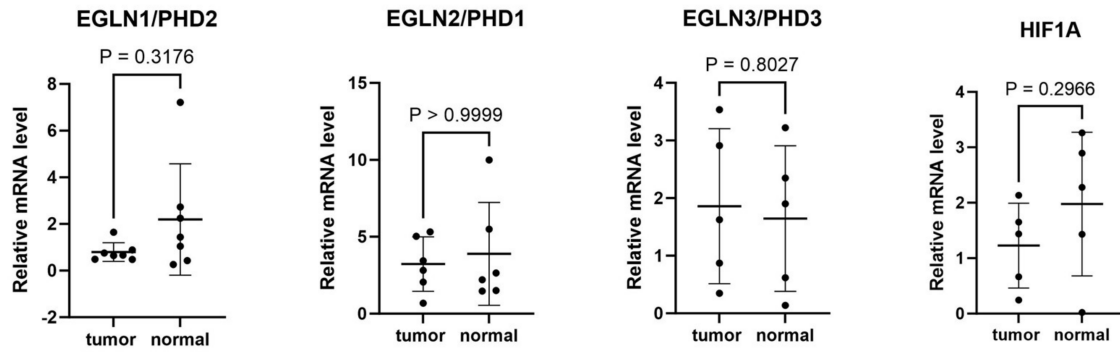 EGLN1/PHD2
P = 0.3176
Relative mRNA level
8
6
4
2
0
-2
tumor normal
EGLN2/PHD1
P > 0.9999
Relative mRNA level
15
10
5
0
tumor normal
EGLN3/PHD3
P = 0.8027
Relative mRNA level
4
3
2
1
0
tumor normal
HIF1A
P = 0.2966
Relative mRNA level
4
3
2
1
0
tumor normal